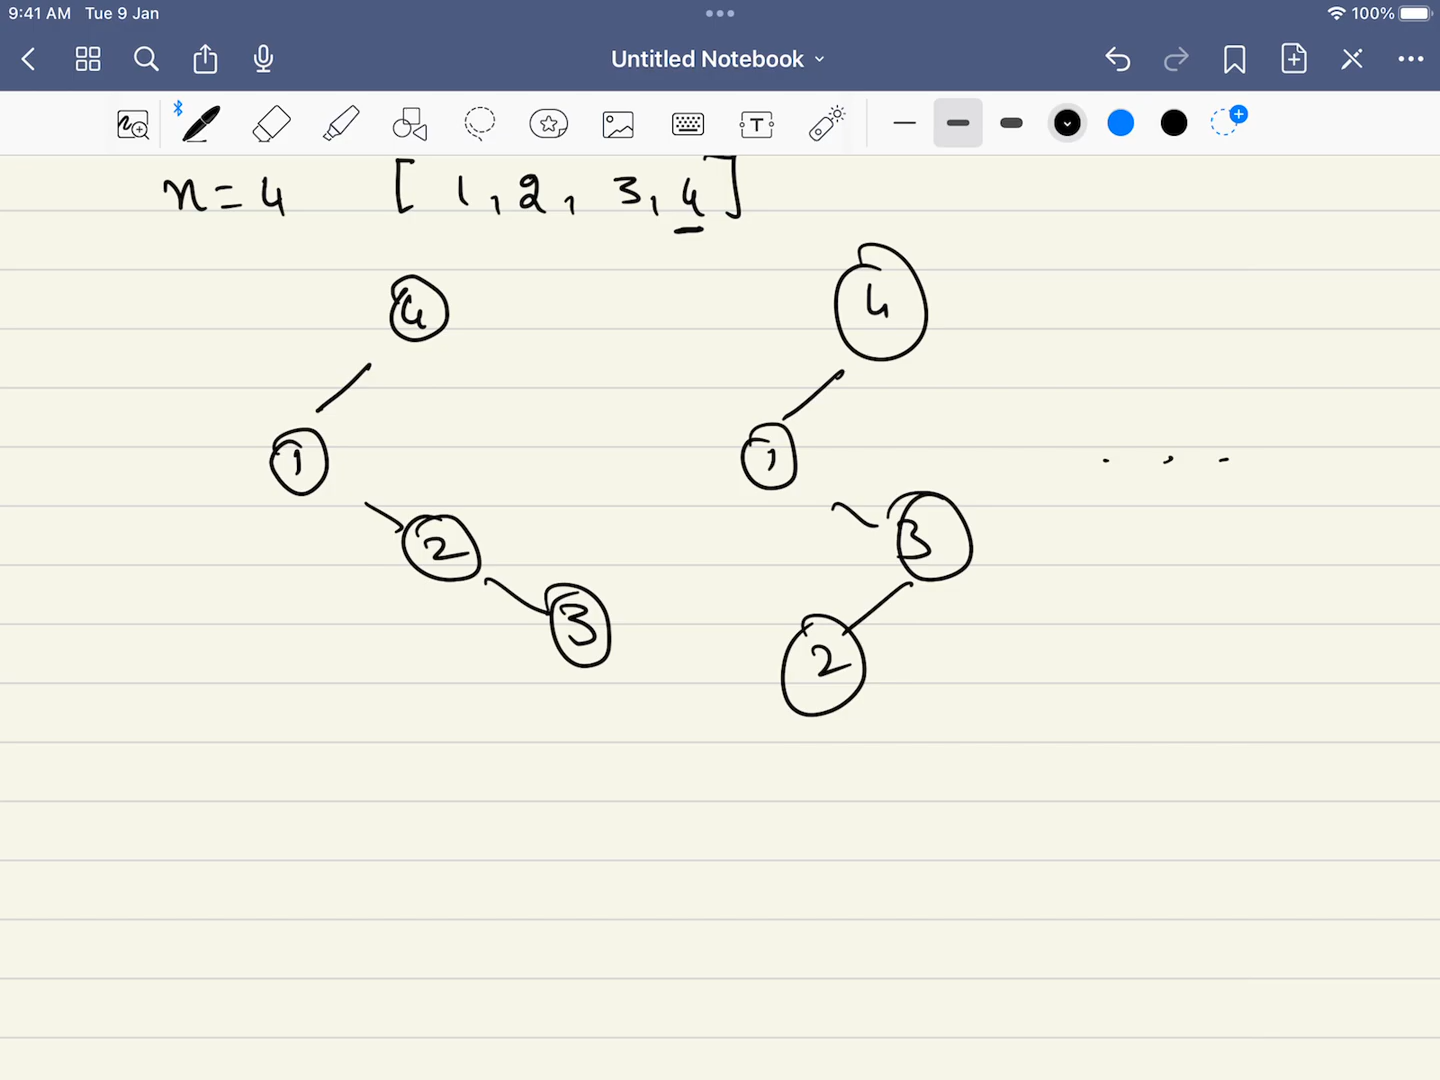 9:41 AM Tue 9 Jan 100%
Untitled Notebook
T
n=4 [ 1, 2, 3, 4 ]
4 4
1 1
2 3
3 2